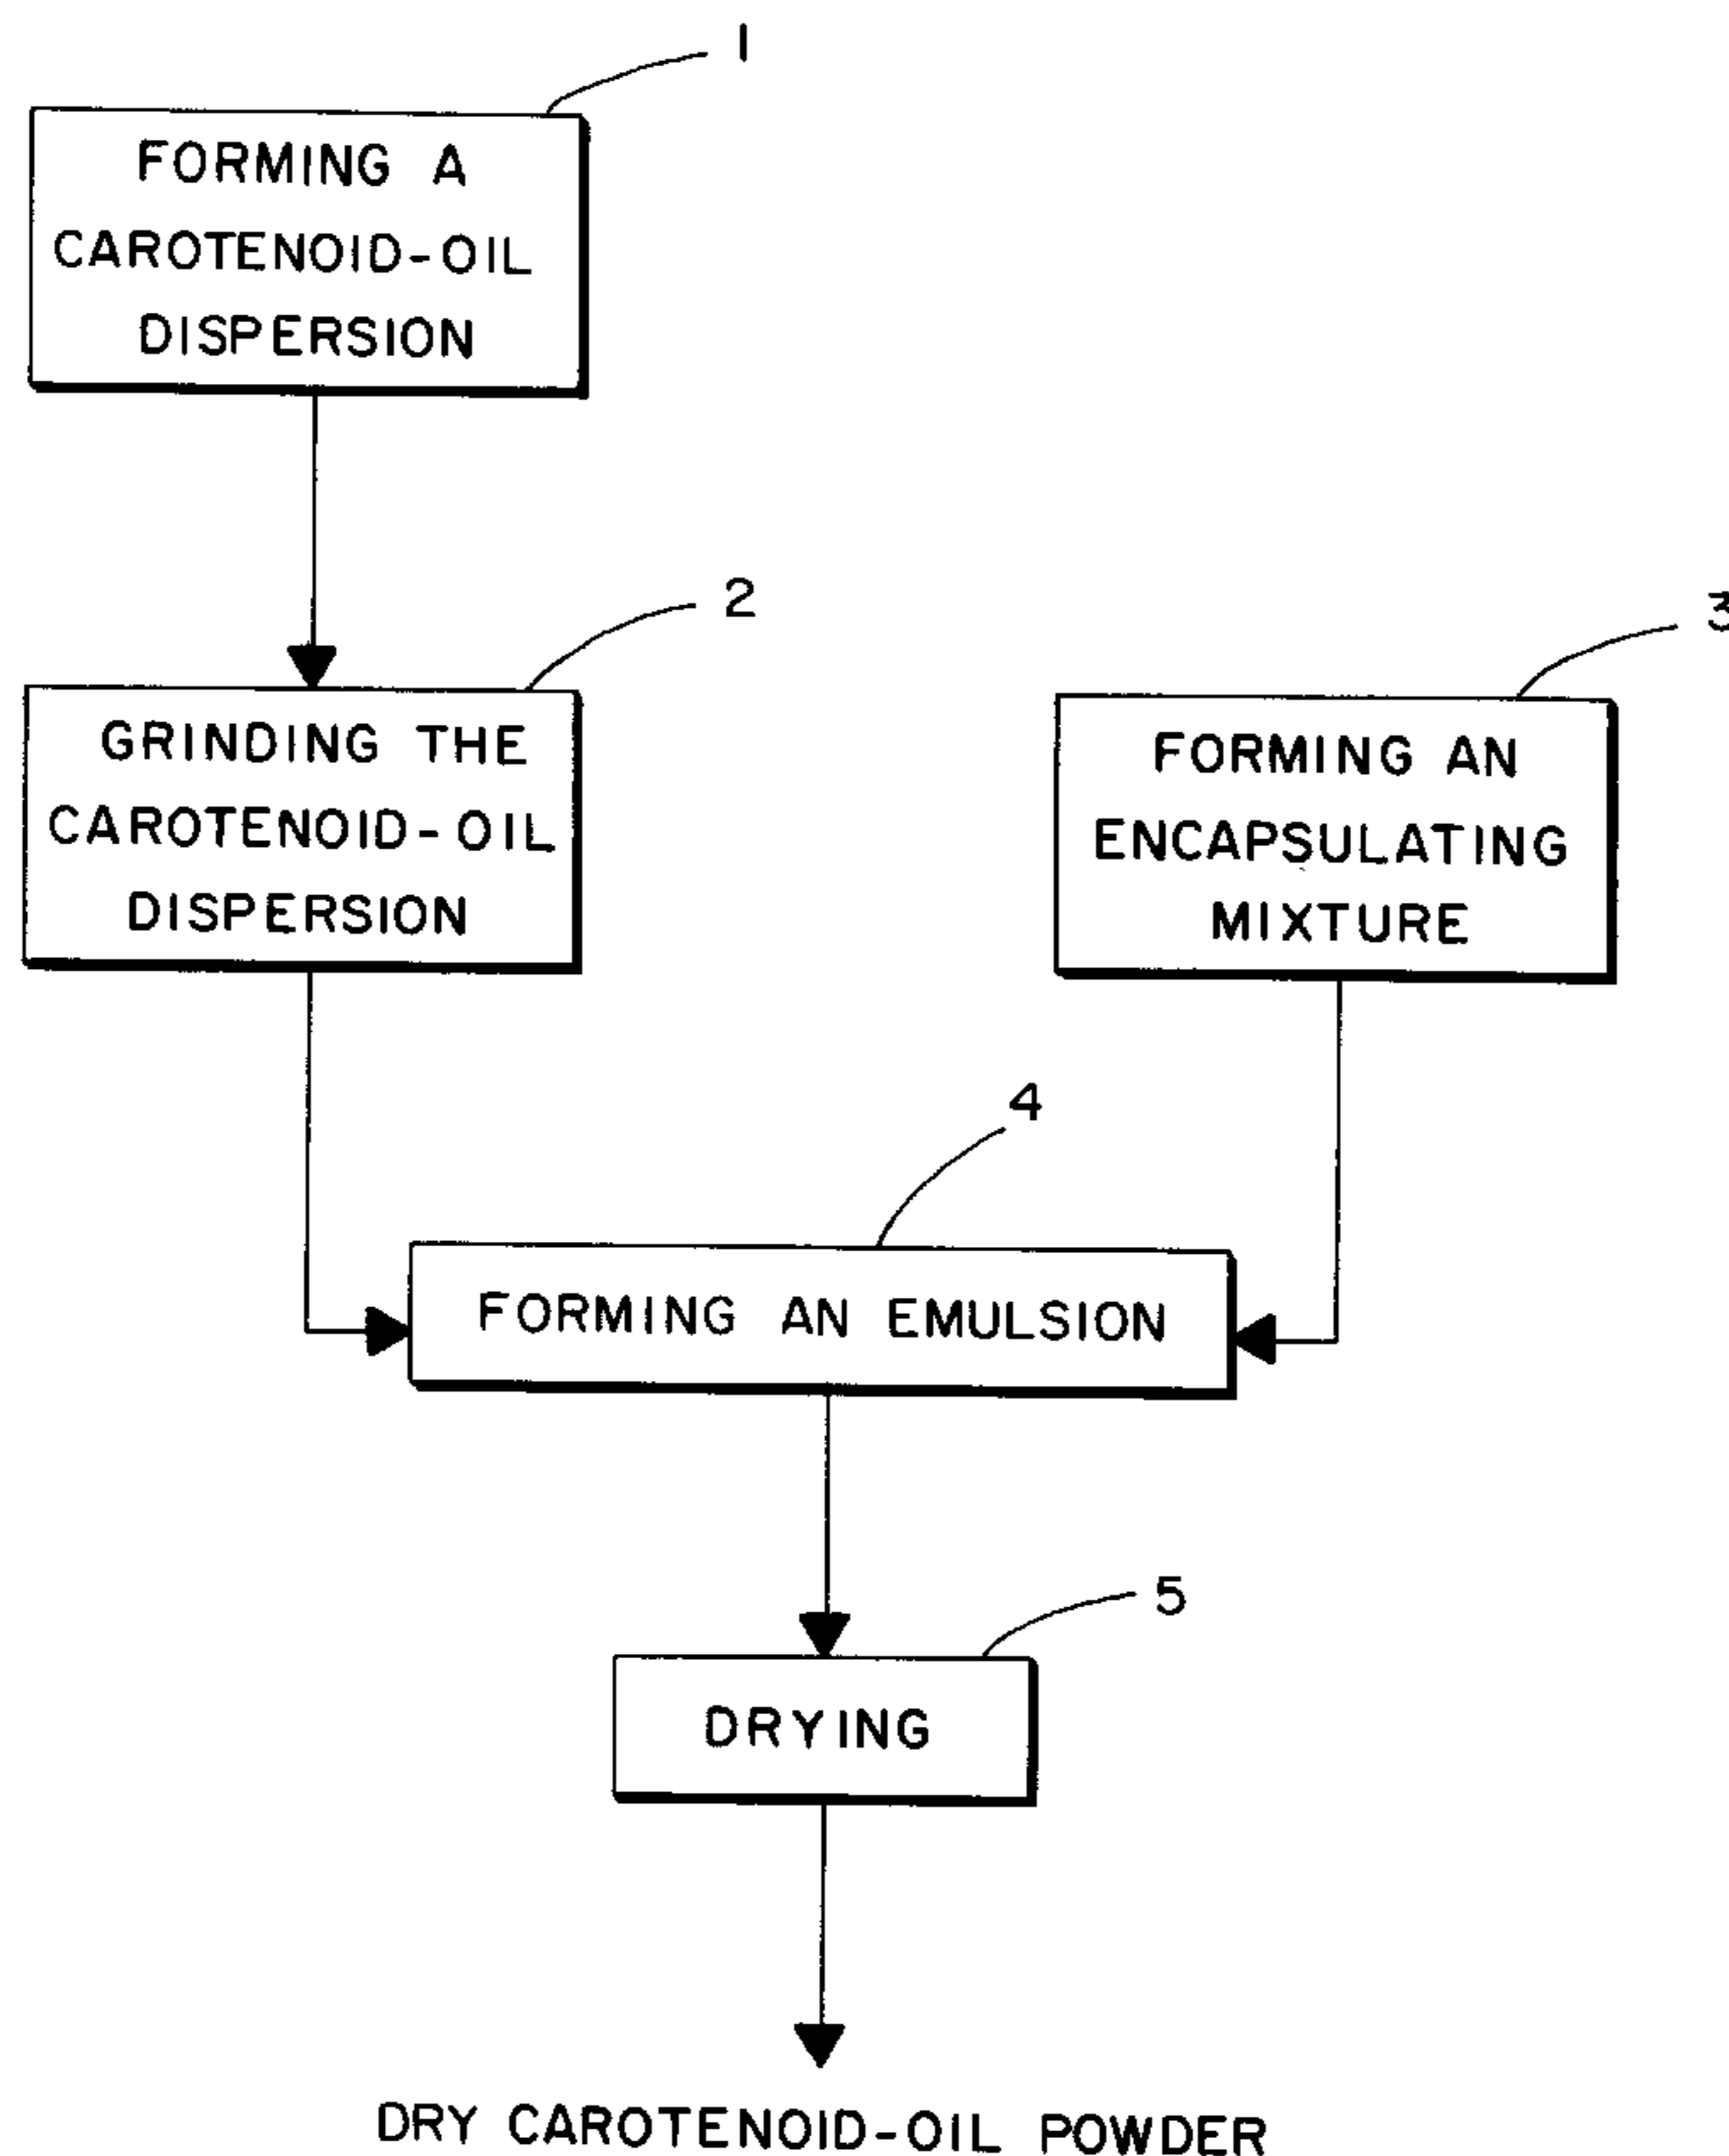 1
FORMING A
CAROTENOID-OIL
DISPERSION
2
GRINDING THE
CAROTENOID-OIL
DISPERSION
3
FORMING AN
ENCAPSULATING
MIXTURE
4
FORMING AN EMULSION
5
DRYING
DRY CAROTENOID-OIL POWDER